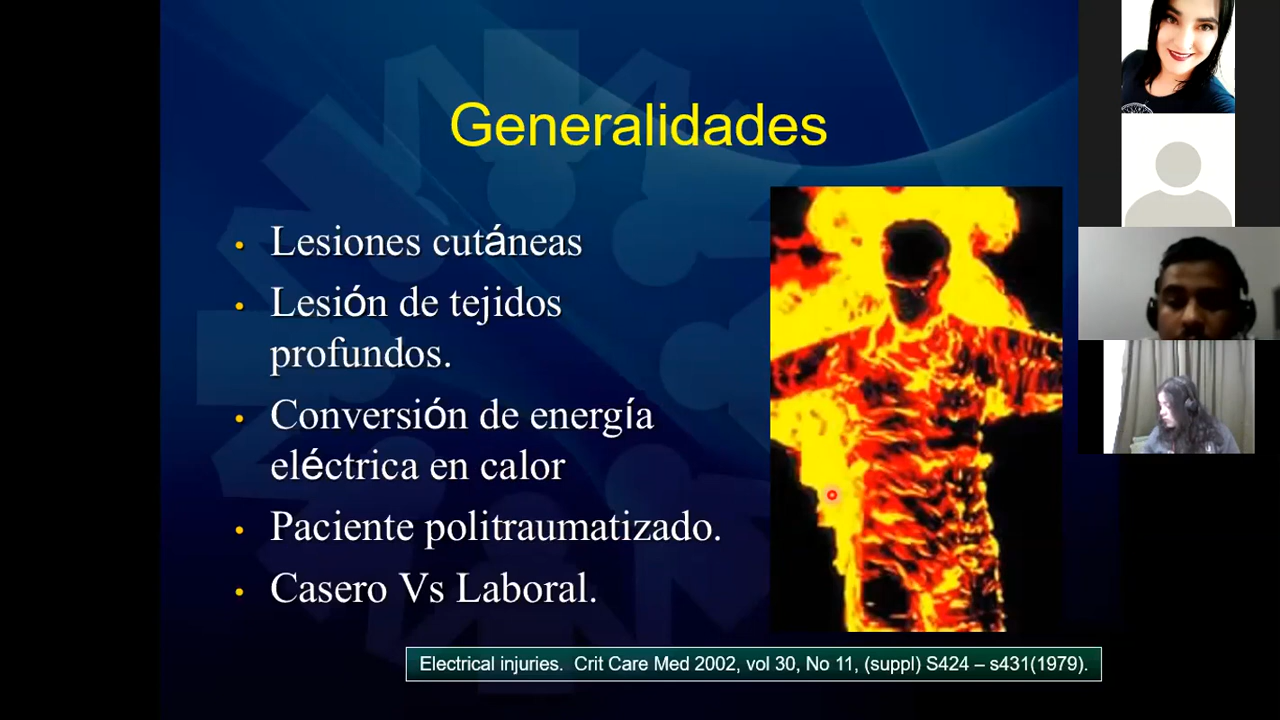 Generalidades
• Lesiones cutáneas
• Lesión de tejidos
profundos.
• Conversión de energía
eléctrica en calor
• Paciente politraumatizado.
• Casero Vs Laboral.
Electrical injuries. Crit Care Med 2002, vol 30, No 11, (suppl) S424 – s431(1979).